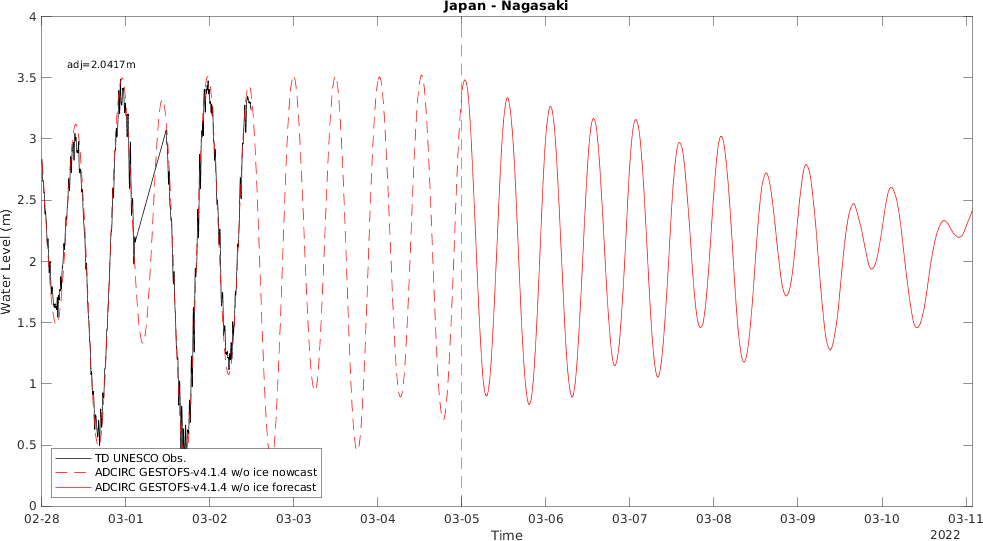 Japan - Nagasaki
adj=2.0417m
Water Level (m)
4
3.5
3
2.5
2
1.5
1
0.5
0
TD UNESCO Obs.
ADCIRC GESTOFS-v4.1.4 w/o ice nowcast
ADCIRC GESTOFS-v4.1.4 w/o ice forecast
02-28 03-01 03-02 03-03 03-04 03-05 03-06 03-07 03-08 03-09 03-10 03-11
Time
2022